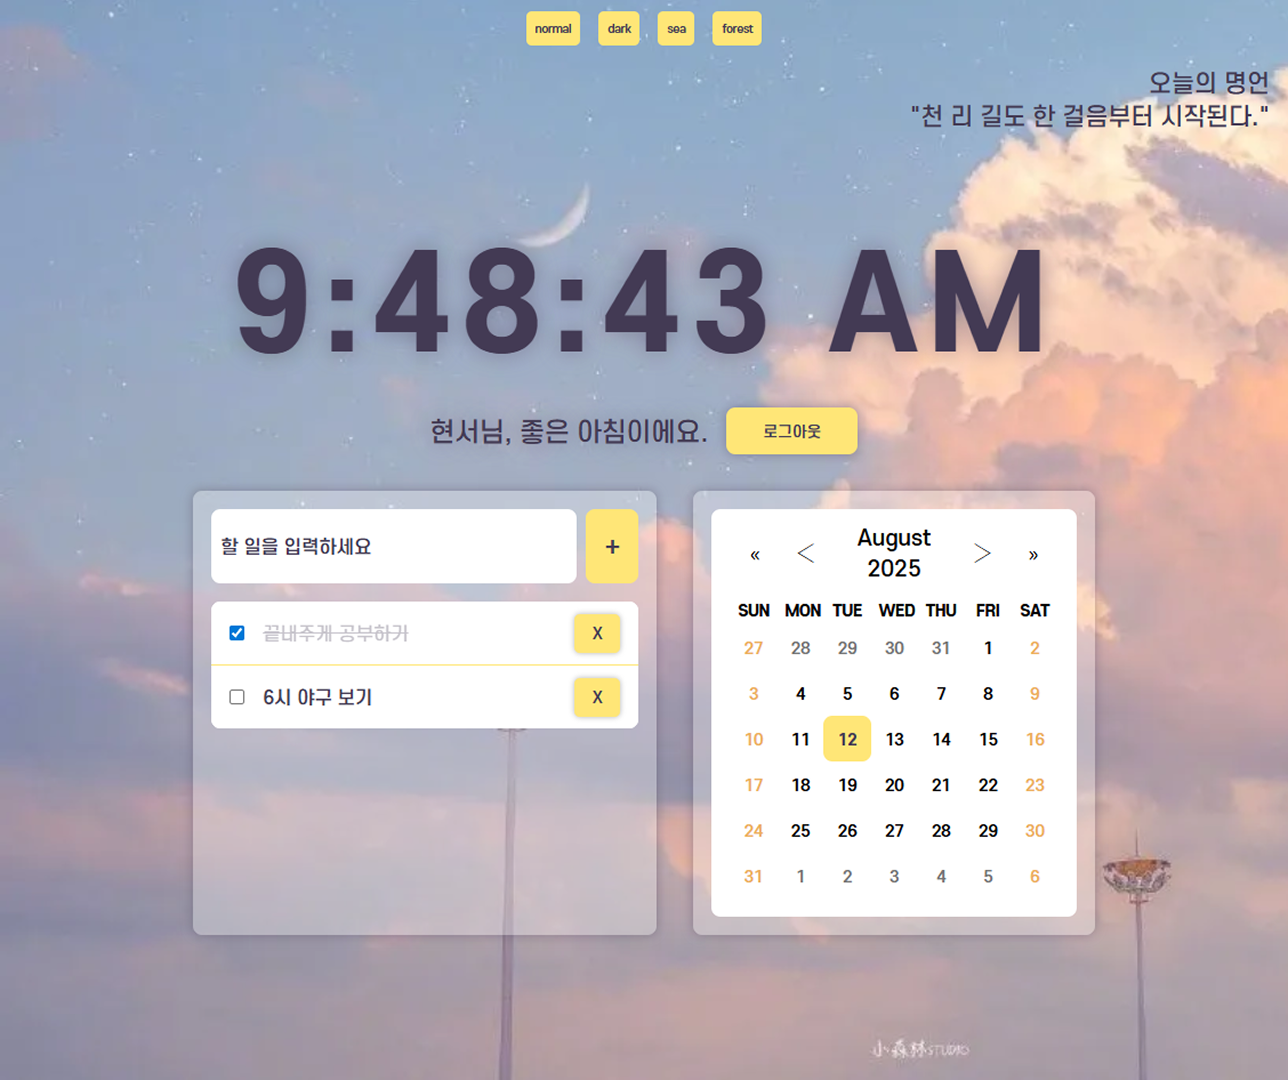 normal dark sea forest
오늘의 명언
"천 리 길도 한 걸음부터 시작된다."
9:48:43 AM
현서님, 좋은 아침이에요. 로그아웃
할 일을 입력하세요 +
끝내주게 공부하기 X
6시 야구 보기 X
« < August 2025 > »
SUN MON TUE WED THU FRI SAT
27 28 29 30 31 1 2
3 4 5 6 7 8 9
10 11 12 13 14 15 16
17 18 19 20 21 22 23
24 25 26 27 28 29 30
31 1 2 3 4 5 6
小森林STUDIO